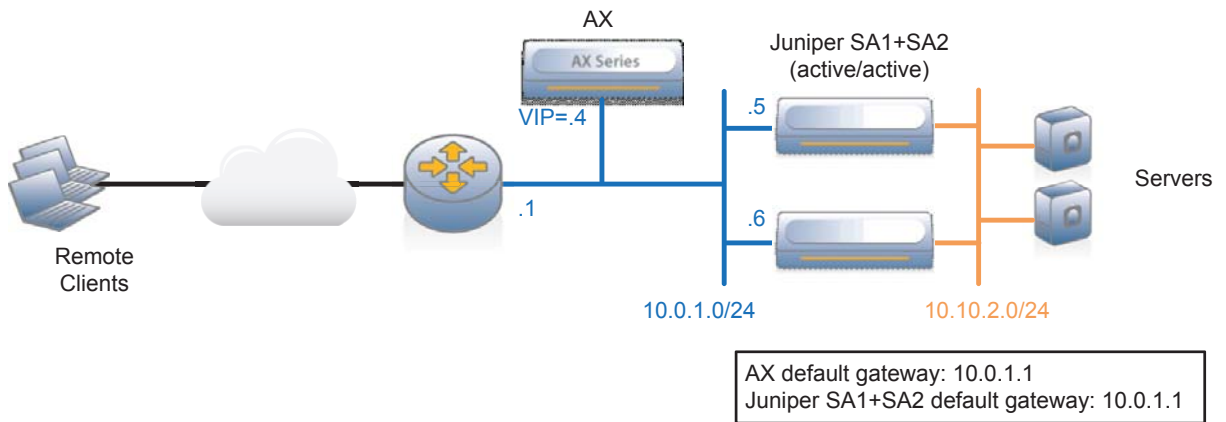 AX
Juniper SA1+SA2
(active/active)
AX Series
VIP=.4
.5
.1
.6
Servers
Remote
Clients
10.0.1.0/24
10.10.2.0/24
AX default gateway: 10.0.1.1
Juniper SA1+SA2 default gateway: 10.0.1.1